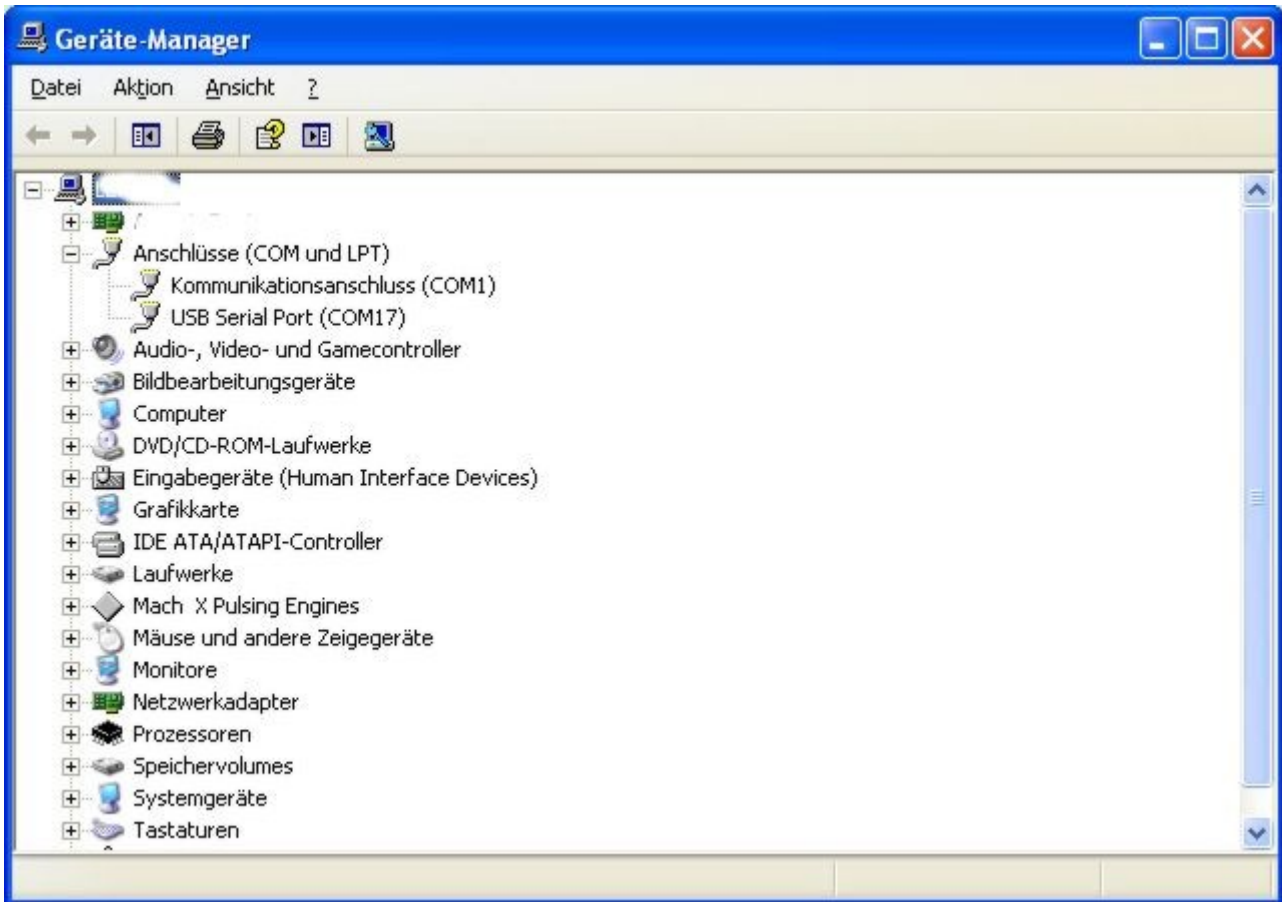 Geräte-Manager
Datei Aktion Ansicht ?
Anschlüsse (COM und LPT)
Kommunikationsanschluss (COM1)
USB Serial Port (COM17)
Audio-, Video- und Gamecontroller
Bildbearbeitungsgeräte
Computer
DVD/CD-ROM-Laufwerke
Eingabegeräte (Human Interface Devices)
Grafikkarte
IDE ATA/ATAPI-Controller
Laufwerke
Mach X Pulsing Engines
Mäuse und andere Zeigegeräte
Monitore
Netzwerkadapter
Prozessoren
Speichervolumes
Systemgeräte
Tastaturen